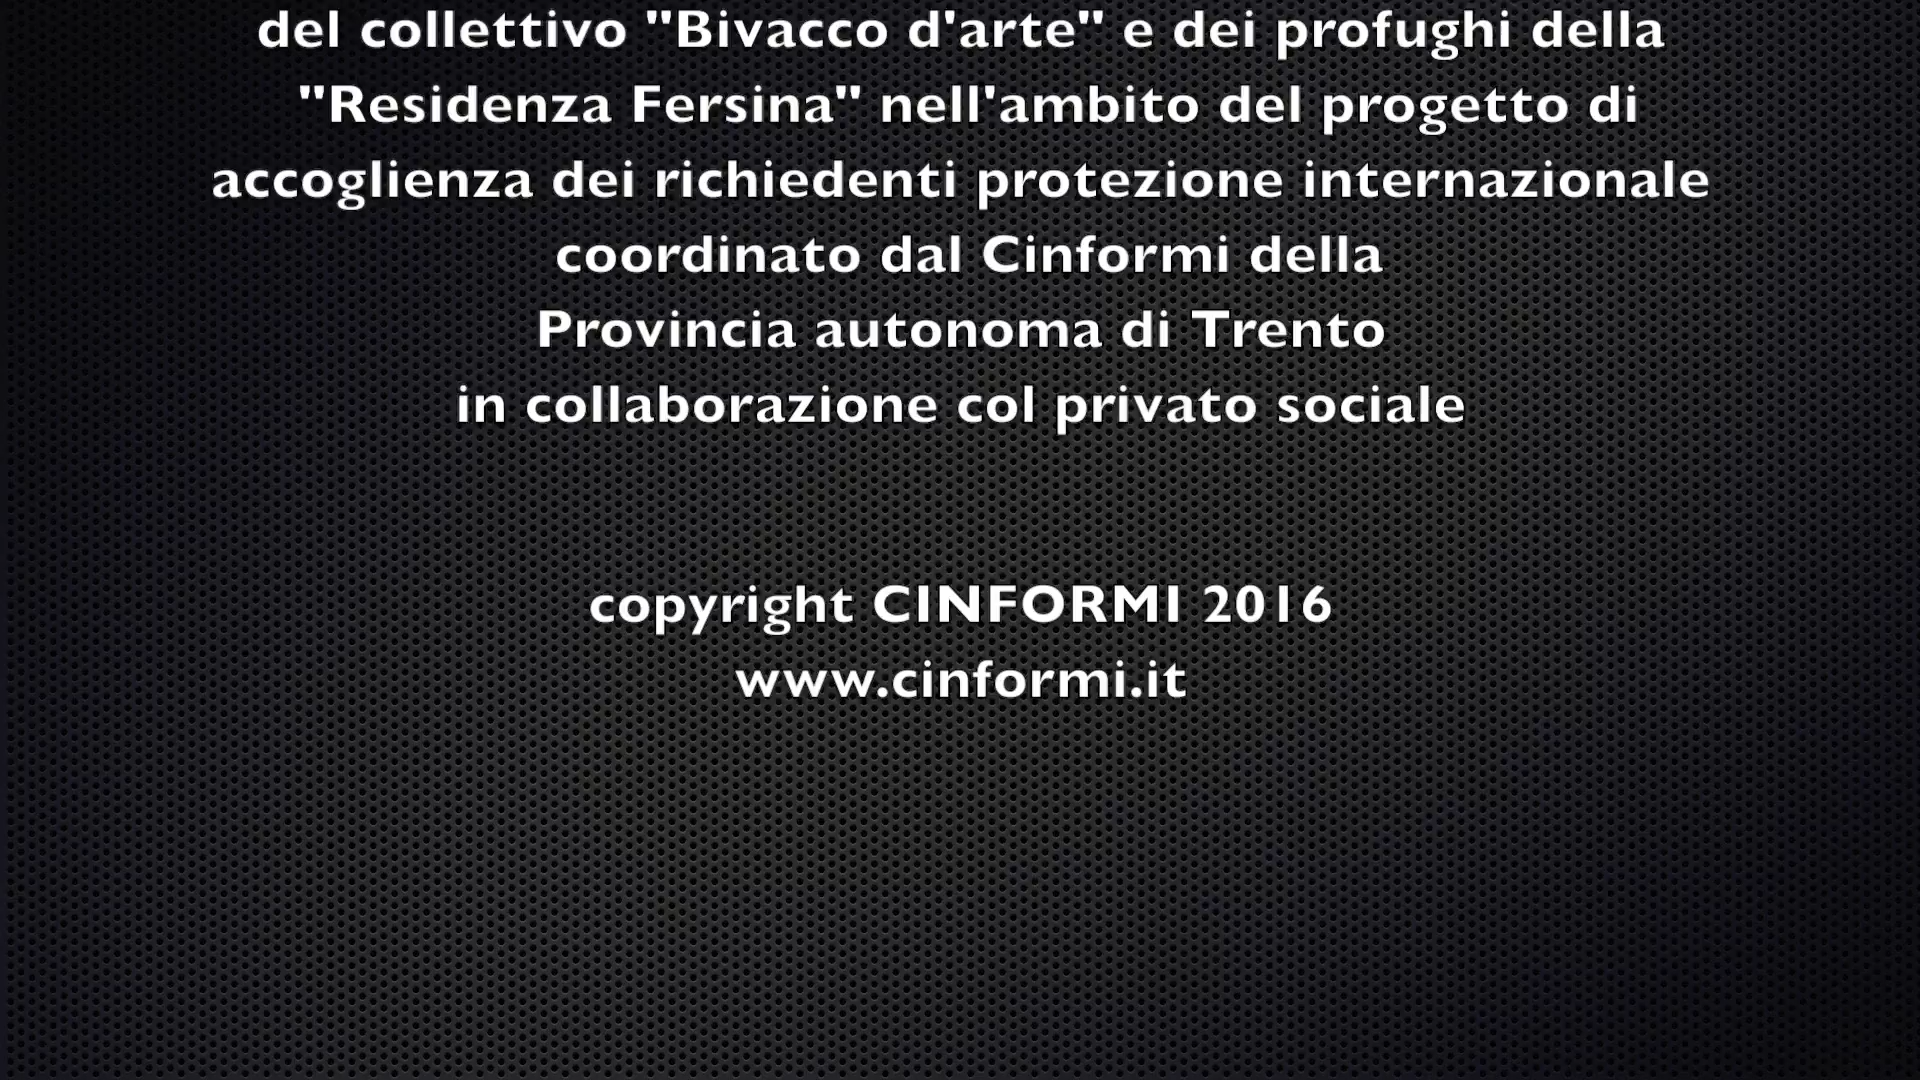 del collettivo "Bivacco d'arte" e dei profughi della
"Residenza Fersina" nell'ambito del progetto di
accoglienza dei richiedenti protezione internazionale
coordinato dal Cinformi della
Provincia autonoma di Trento
in collaborazione col privato sociale
copyright CINFORMI 2016
www.cinformi.it